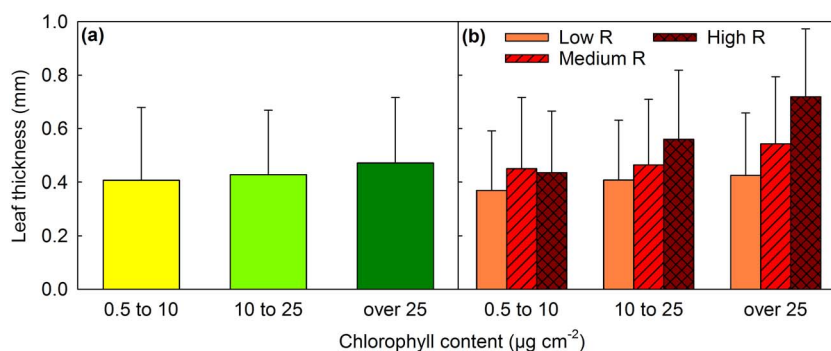 1.0
(a)
(b)
Low R
High R
Medium R
0.8
0.6
0.4
0.2
0.0
Leaf thickness (mm)
0.5 to 10
10 to 25
over 25
0.5 to 10
10 to 25
over 25
Chlorophyll content (µg cm⁻²)